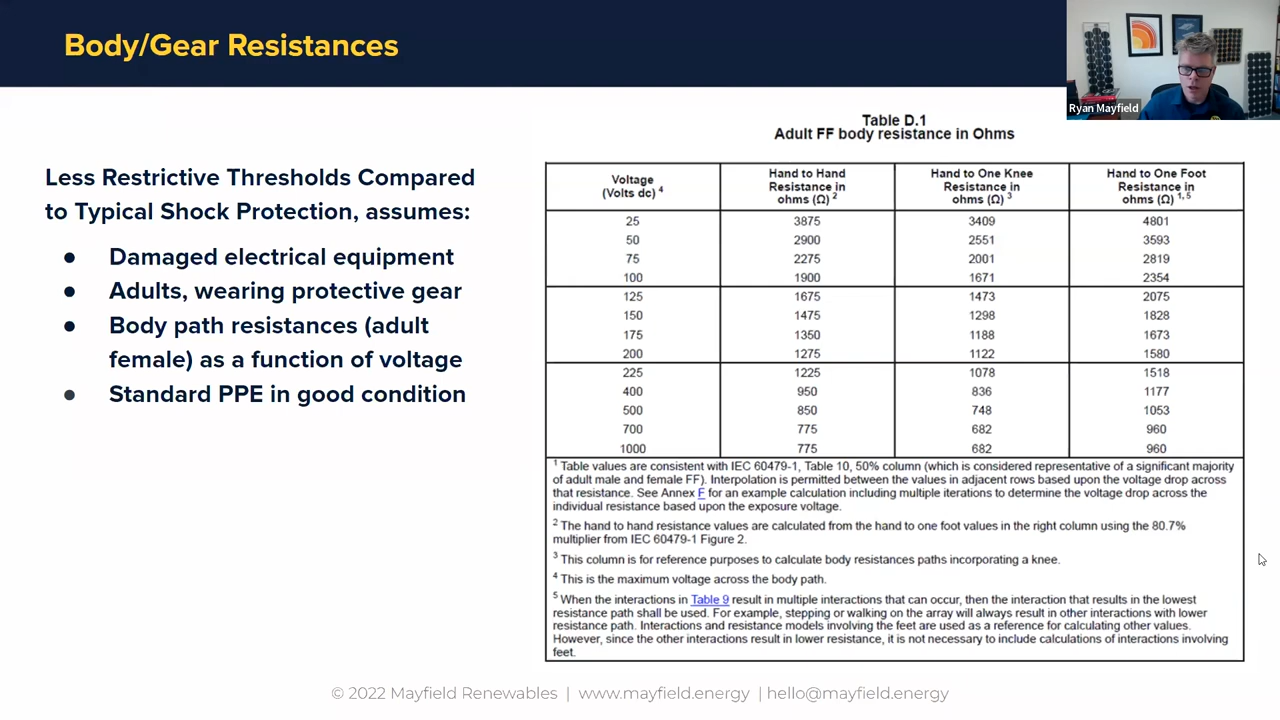 Body/Gear Resistances
Ryan Mayfield
Less Restrictive Thresholds Compared
to Typical Shock Protection, assumes:
● Damaged electrical equipment
● Adults, wearing protective gear
● Body path resistances (adult
female) as a function of voltage
● Standard PPE in good condition
Table D.1
Adult FF body resistance in Ohms
Voltage (Volts dc) 4 | Hand to Hand Resistance in ohms (Ω) 2 | Hand to One Knee Resistance in ohms (Ω) 3 | Hand to One Foot Resistance in ohms (Ω) 1, 5
25 3875 3409 4801
50 2900 2551 3593
75 2275 2001 2819
100 1900 1671 2354
125 1675 1473 2075
150 1475 1298 1828
175 1350 1188 1673
200 1275 1122 1580
225 1225 1078 1518
400 950 836 1177
500 850 748 1053
700 775 682 960
1000 775 682 960
1 Table values are consistent with IEC 60479-1, Table 10, 50% column (which is considered representative of a significant majority
of adult male and female FF). Interpolation is permitted between the values in adjacent rows based upon the voltage drop across
that resistance. See Annex F for an example calculation including multiple iterations to determine the voltage drop across the
individual resistance based upon the exposure voltage.
2 The hand to hand resistance values are calculated from the hand to one foot values in the right column using the 80.7%
multiplier from IEC 60479-1 Figure 2.
3 This column is for reference purposes to calculate body resistances paths incorporating a knee.
4 This is the maximum voltage across the body path.
5 When the interactions in Table 9 result in multiple interactions that can occur, then the interaction that results in the lowest
resistance path shall be used. For example, stepping or walking on the array will always result in other interactions with lower
resistance path. Interactions and resistance models involving the feet are used as a reference for calculating other values.
However, since the other interactions result in lower resistance, it is not necessary to include calculations of interactions involving
feet.
© 2022 Mayfield Renewables | www.mayfield.energy | hello@mayfield.energy